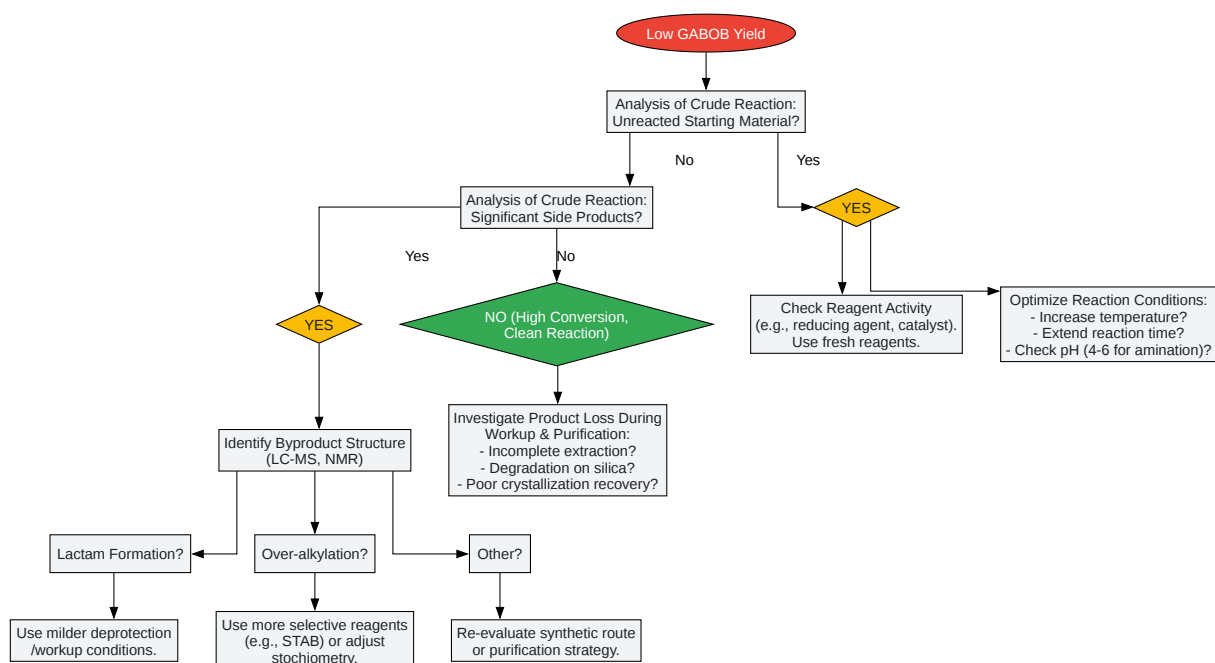 Low GABOB Yield
Analysis of Crude Reaction:
Unreacted Starting Material?
No
Yes
Analysis of Crude Reaction:
Significant Side Products?
YES
Yes
No
Check Reagent Activity
(e.g., reducing agent, catalyst).
Use fresh reagents.
Optimize Reaction Conditions:
- Increase temperature?
- Extend reaction time?
- Check pH (4-6 for amination)?
YES
NO (High Conversion,
Clean Reaction)
Identify Byproduct Structure
(LC-MS, NMR)
Investigate Product Loss During
Workup & Purification:
- Incomplete extraction?
- Degradation on silica?
- Poor crystallization recovery?
Lactam Formation?
Over-alkylation?
Other?
Use milder deprotection
/workup conditions.
Use more selective reagents
(e.g., STAB) or adjust
stochiometry.
Re-evaluate synthetic route
or purification strategy.